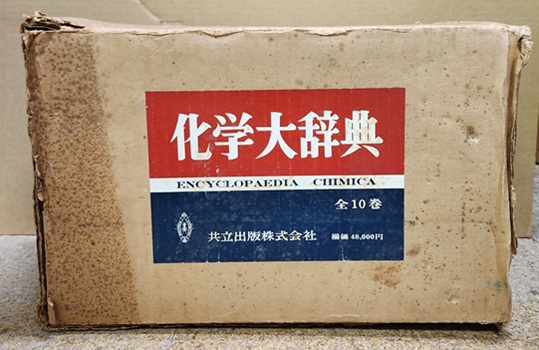 化学大辞典
ENCYCLOPAEDIA CHIMICA
全10巻
共立出版株式会社 揃価 48,000円